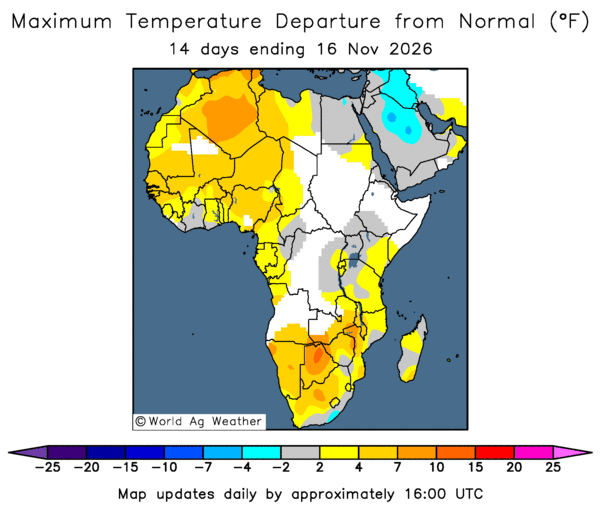 Maximum Temperature Departure from Normal (°F)
14 days ending 16 Nov 2026
© World Ag Weather
-25 -20 -15 -10 -7 -4 -2 2 4 7 10 15 20 25
Map updates daily by approximately 16:00 UTC